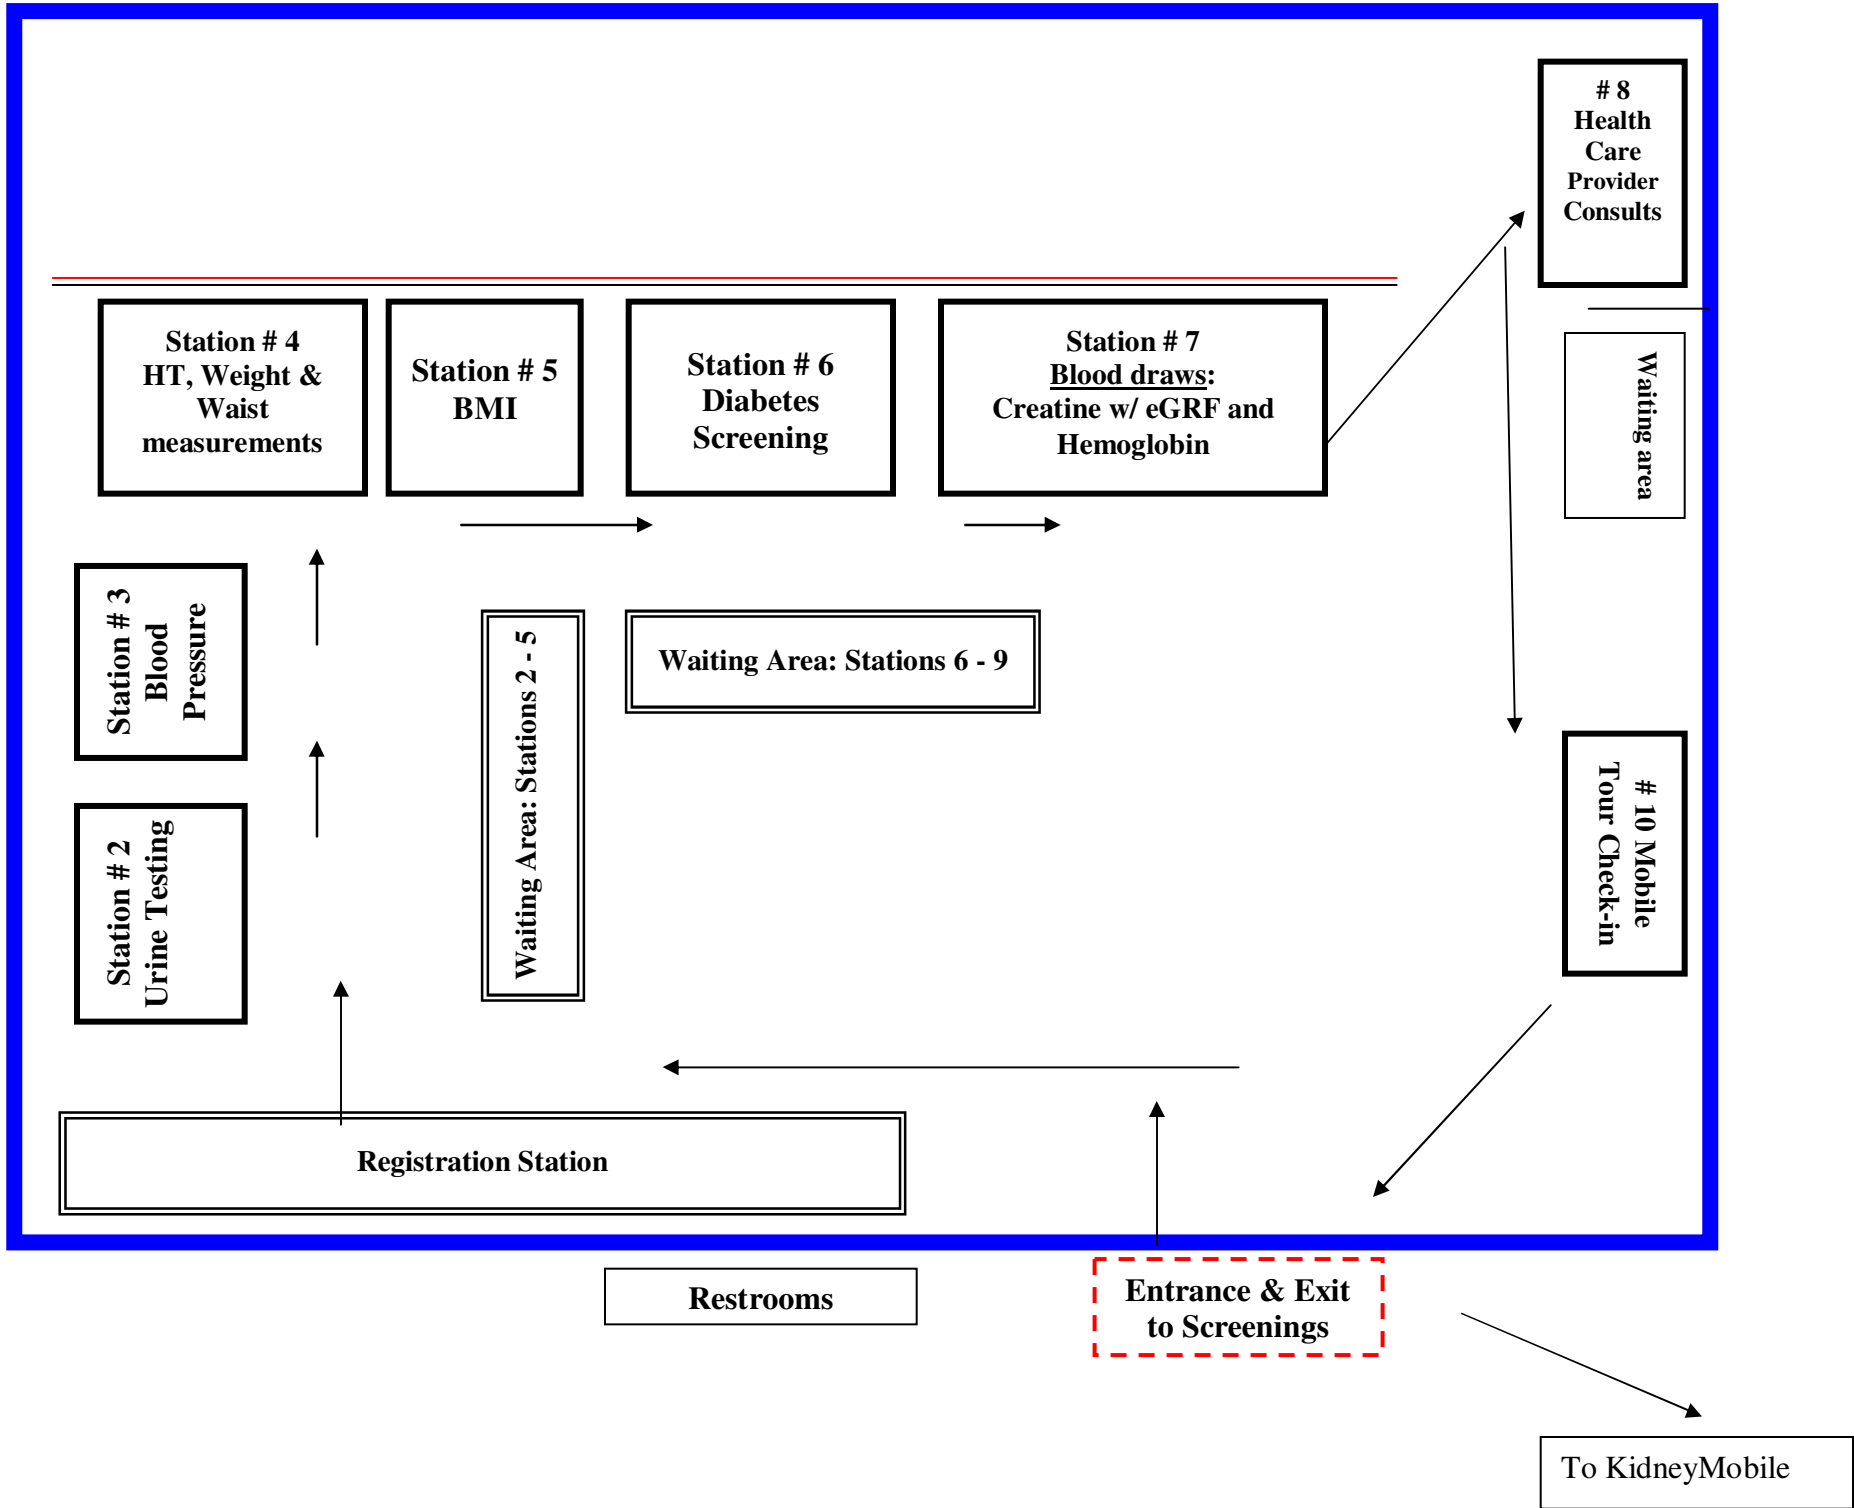 # 8
Health
Care
Provider
Consults
Station # 4
HT, Weight &
Waist
measurements
Station # 5
BMI
Station # 6
Diabetes
Screening
Station # 7
Blood draws:
Creatine w/ eGRF and
Hemoglobin
Waiting area
Station # 3
Blood
Pressure
Waiting Area: Stations 2 - 5
Waiting Area: Stations 6 - 9
Station # 2
Urine Testing
# 10 Mobile
Tour Check-in
Registration Station
Restrooms
Entrance & Exit
to Screenings
To KidneyMobile